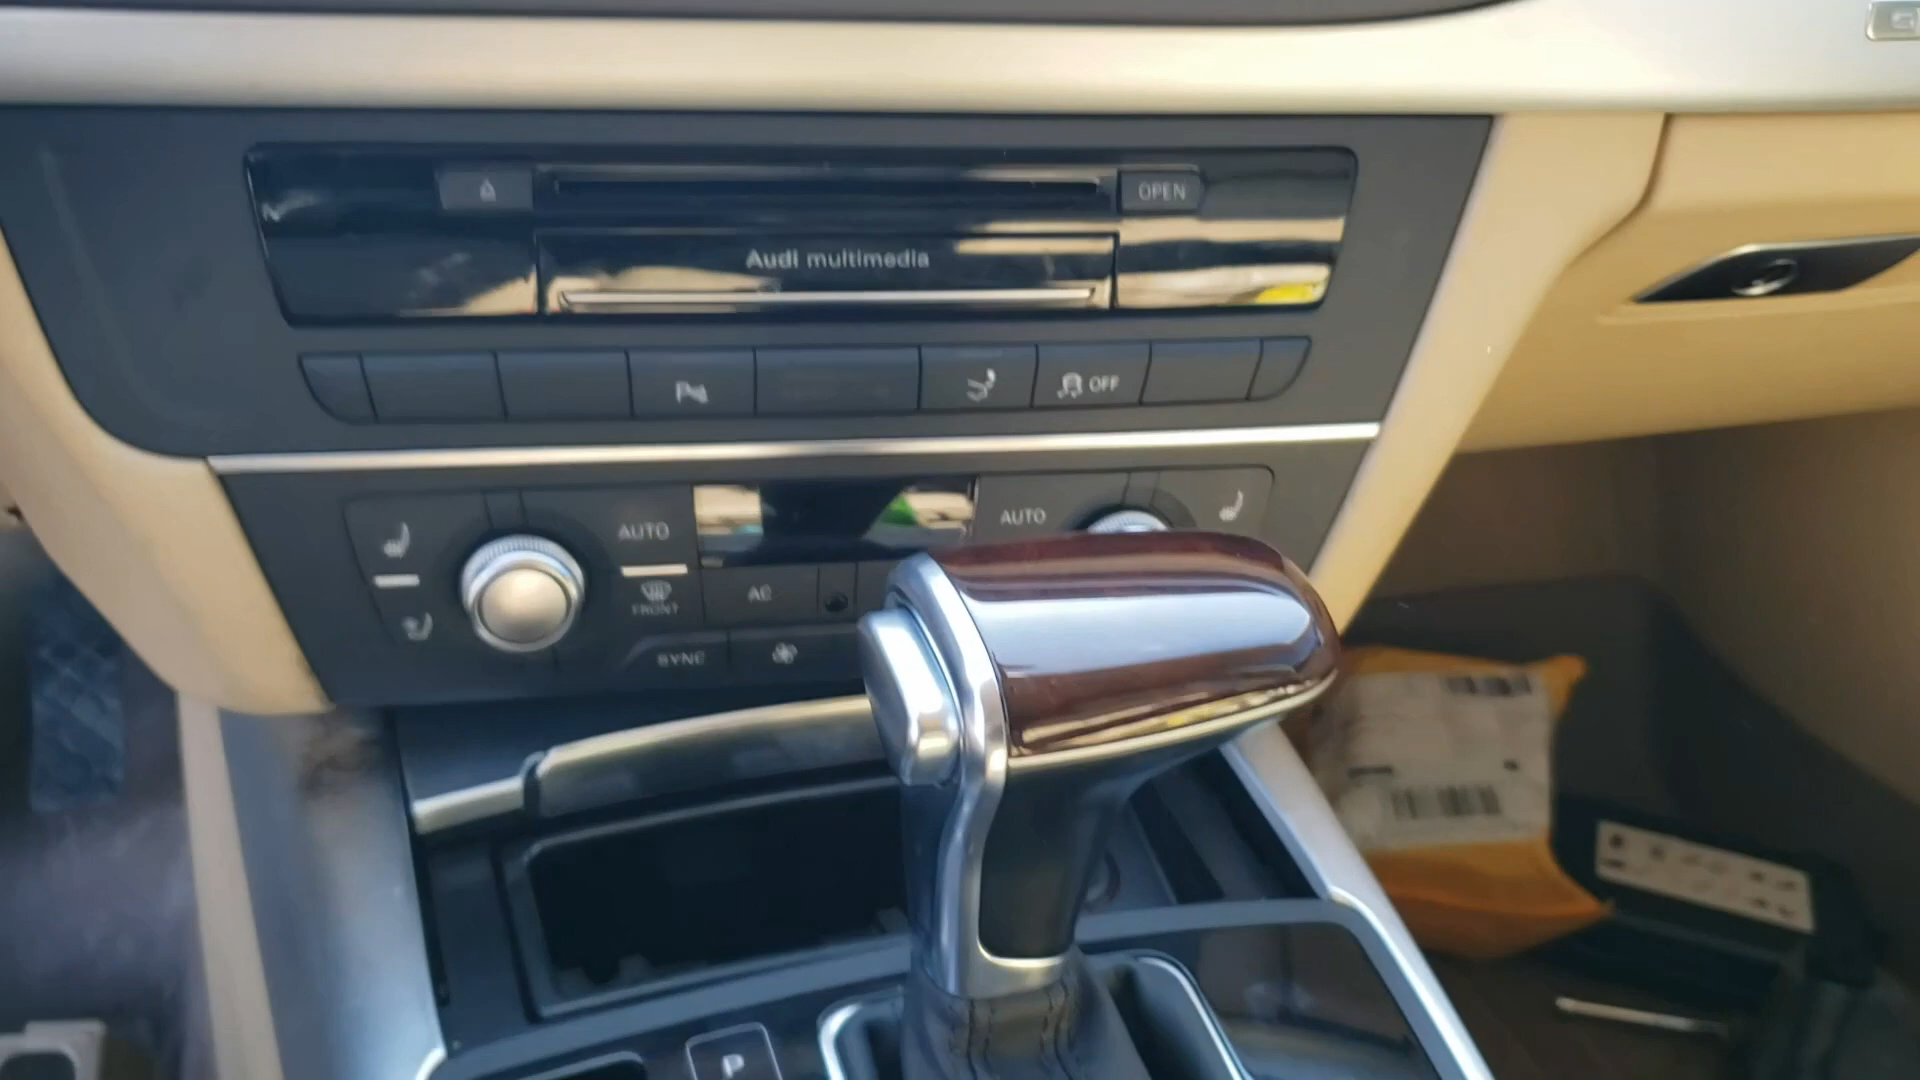 OPEN
Audi multimedia
P
OFF
AUTO
AUTO
FRONT
AC
SYNC
P